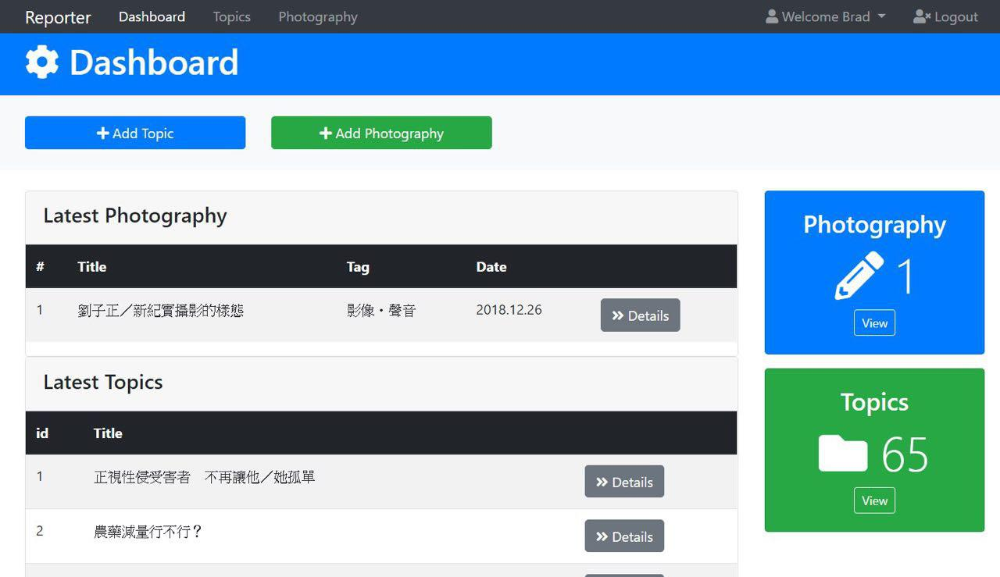 Reporter Dashboard Topics Photography Welcome Brad Logout
Dashboard
Add Topic Add Photography
Latest Photography
# Title Tag Date
1 劉子正／新紀實攝影的樣態 影像・聲音 2018.12.26 Details
Latest Topics
id Title
1 正視性侵受害者　不再讓他／她孤單 Details
2 農藥減量行不行？ Details
Photography
1
View
Topics
65
View